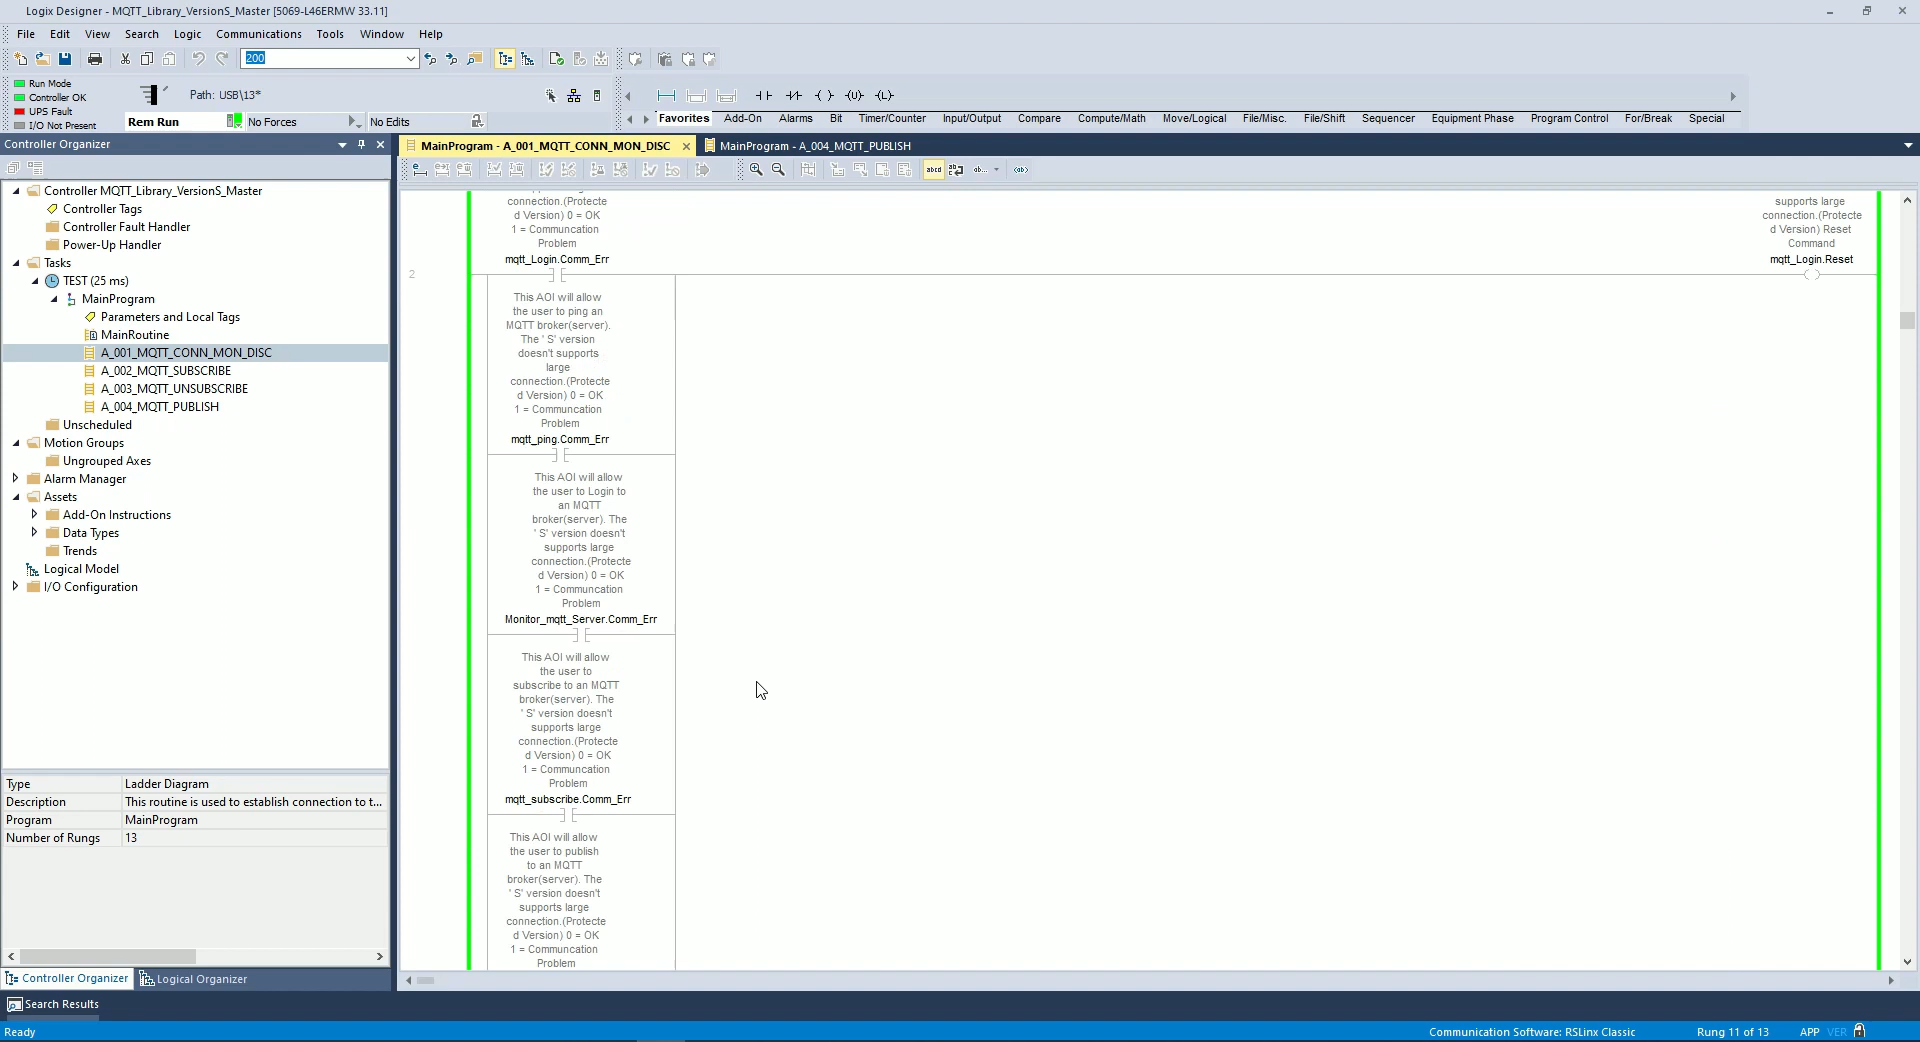 Logix Designer - MQTT_Library_VersionS_Master [5069-L46ERMW 33.11]
File Edit View Search Logic Communications Tools Window Help
200
Run Mode
Controller OK
UPS Fault
I/O Not Present
Path: USB\13*
Rem Run
No Forces
No Edits
Favorites Add-On Alarms Bit Timer/Counter Input/Output Compare Compute/Math Move/Logical File/Misc. File/Shift Sequencer Equipment Phase Program Control For/Break Special
Controller Organizer
Controller MQTT_Library_VersionS_Master
Controller Tags
Controller Fault Handler
Power-Up Handler
Tasks
TEST (25 ms)
MainProgram
Parameters and Local Tags
MainRoutine
A_001_MQTT_CONN_MON_DISC
A_002_MQTT_SUBSCRIBE
A_003_MQTT_UNSUBSCRIBE
A_004_MQTT_PUBLISH
Unscheduled
Motion Groups
Ungrouped Axes
Alarm Manager
Assets
Add-On Instructions
Data Types
Trends
Logical Model
I/O Configuration
Type Ladder Diagram
Description This routine is used to establish connection to t...
Program MainProgram
Number of Rungs 13
Controller Organizer Logical Organizer
MainProgram - A_001_MQTT_CONN_MON_DISC
MainProgram - A_004_MQTT_PUBLISH
connection.(Protecte
d Version) 0 = OK
1 = Communcation
Problem
mqtt_Login.Comm_Err
supports large
connection.(Protecte
d Version) Reset
Command
mqtt_Login.Reset
2
This AOI will allow
the user to ping an
MQTT broker(server).
The ' S' version
doesn't supports
large
connection.(Protecte
d Version) 0 = OK
1 = Communcation
Problem
mqtt_ping.Comm_Err
This AOI will allow
the user to Login to
an MQTT
broker(server). The
' S' version doesn't
supports large
connection.(Protecte
d Version) 0 = OK
1 = Communcation
Problem
Monitor_mqtt_Server.Comm_Err
This AOI will allow
the user to
subscribe to an MQTT
broker(server). The
' S' version doesn't
supports large
connection.(Protecte
d Version) 0 = OK
1 = Communcation
Problem
mqtt_subscribe.Comm_Err
This AOI will allow
the user to publish
to an MQTT
broker(server). The
' S' version doesn't
supports large
connection.(Protecte
d Version) 0 = OK
1 = Communcation
Problem
Search Results
Ready
Communication Software: RSLinx Classic
Rung 11 of 13
APP VER